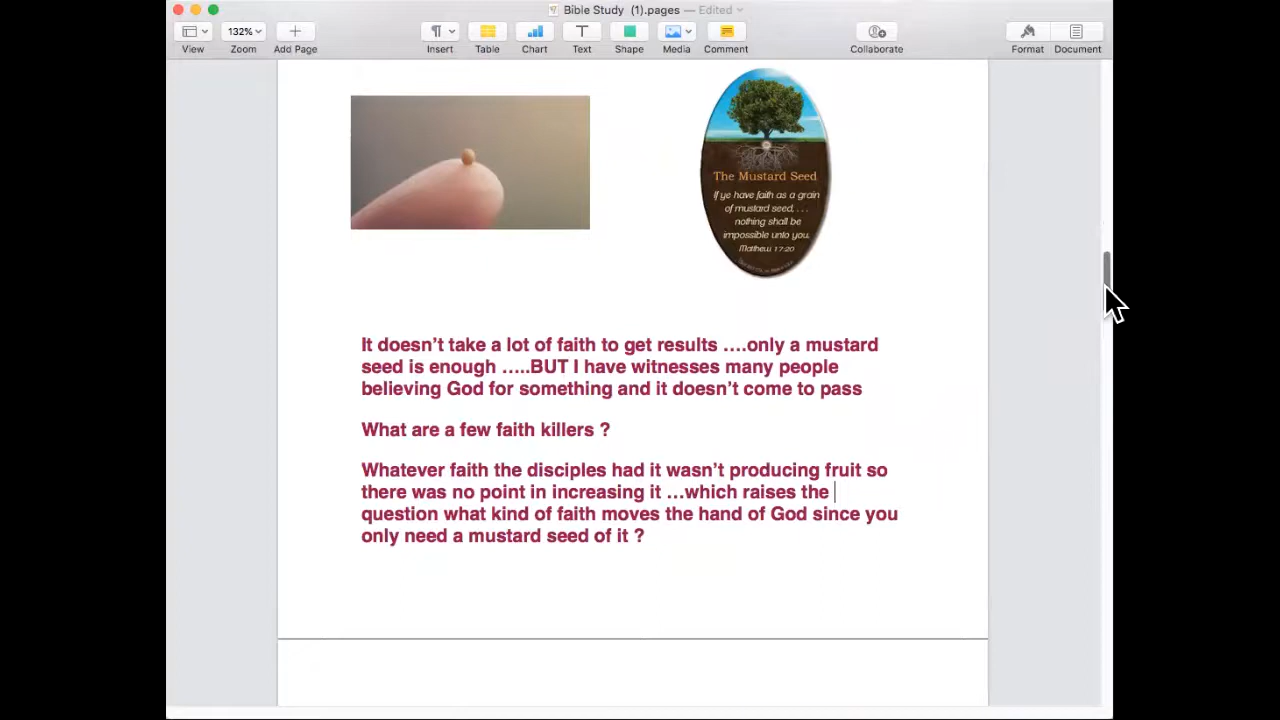 Bible Study (1).pages — Edited
132%
View
Zoom
Add Page
Insert
Table
Chart
Text
Shape
Media
Comment
Collaborate
Format
Document
The Mustard Seed
If ye have faith as a grain
of mustard seed, . . .
nothing shall be
impossible unto you.
Matthew 17:20
It doesn’t take a lot of faith to get results ….only a mustard
seed is enough …..BUT I have witnesses many people
believing God for something and it doesn’t come to pass
What are a few faith killers ?
Whatever faith the disciples had it wasn’t producing fruit so
there was no point in increasing it …which raises the
question what kind of faith moves the hand of God since you
only need a mustard seed of it ?